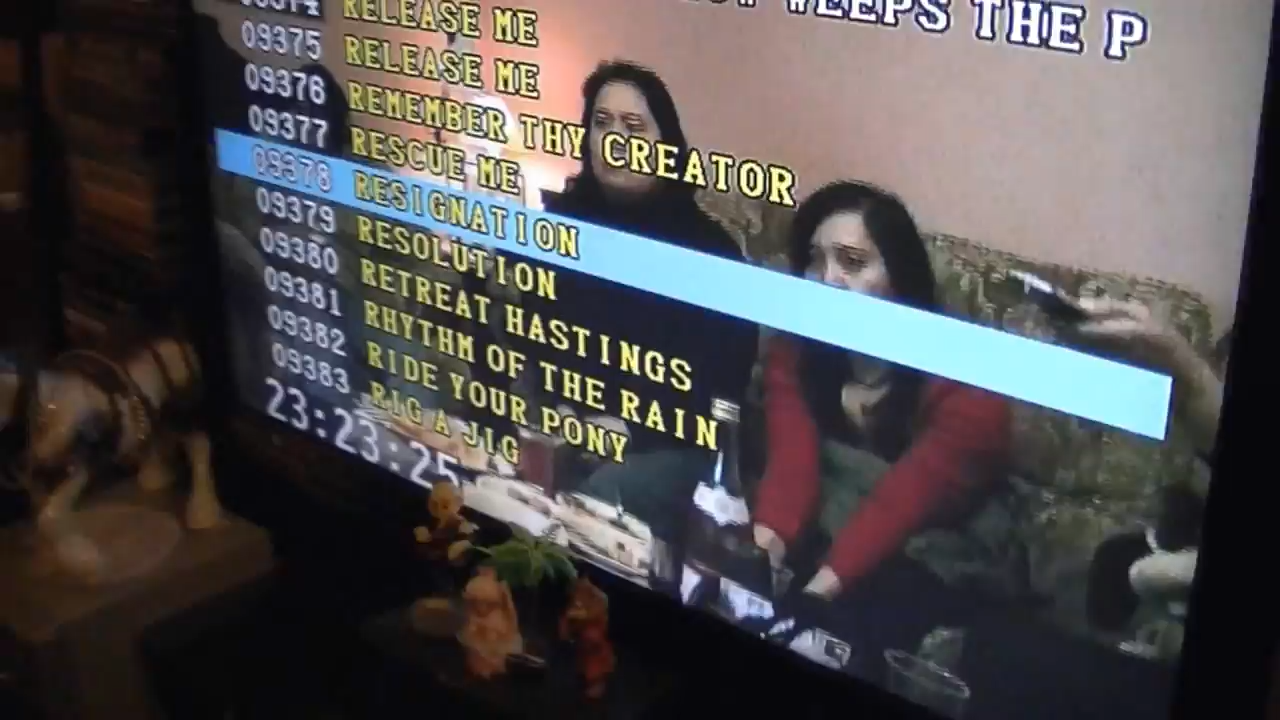 WEEPS THE P
09374 RELEASE ME
09375 RELEASE ME
09376 REMEMBER THY CREATOR
09377 RESCUE ME
09378 RESIGNATION
09379 RESOLUTION
09380 RETREAT HASTINGS
09381 RHYTHM OF THE RAIN
09382 RIDE YOUR PONY
09383 RIG A JIG
23:23:25